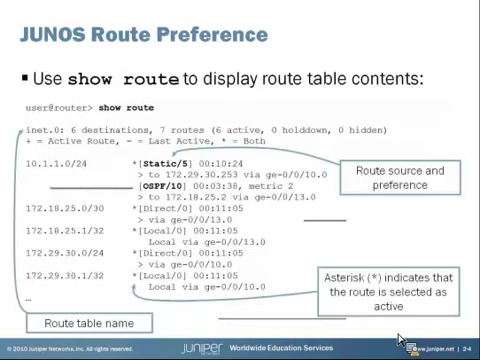 JUNOS Route Preference
▪ Use show route to display route table contents:
user@router> show route
inet.0: 6 destinations, 7 routes (6 active, 0 holddown, 0 hidden)
+ = Active Route, - = Last Active, * = Both
10.1.1.0/24 *[Static/5] 00:10:24
> to 172.29.30.253 via ge-0/0/10.0
[OSPF/10] 00:03:38, metric 2
> to 172.18.25.2 via ge-0/0/13.0
172.18.25.0/30 *[Direct/0] 00:11:05
> via ge-0/0/13.0
172.18.25.1/32 *[Local/0] 00:11:05
Local via ge-0/0/13.0
172.29.30.0/24 *[Direct/0] 00:11:05
> via ge-0/0/10.0
172.29.30.1/32 *[Local/0] 00:11:05
Local via ge-0/0/10.0
…
Route source and
preference
Asterisk (*) indicates that
the route is selected as
active
Route table name
© 2010 Juniper Networks, Inc. All rights reserved.
JUNIPER
NETWORKS
Worldwide Education Services
www.juniper.net | 2-4